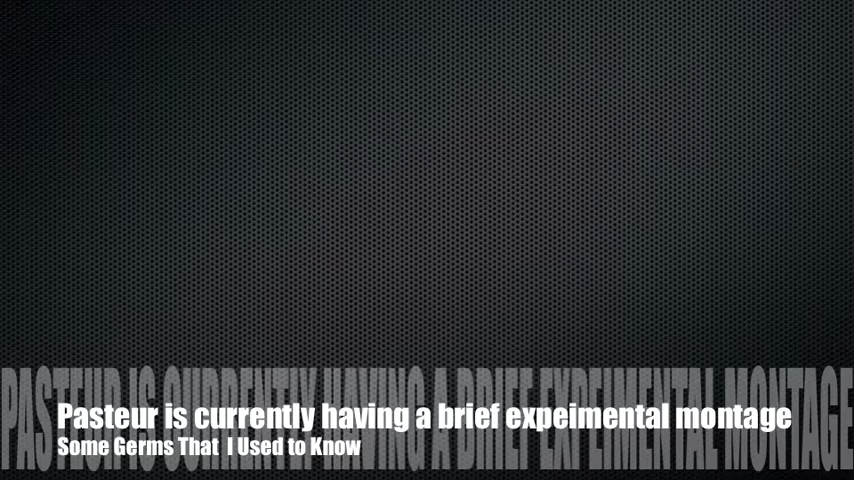 PASTEUR IS CURRENTLY HAVING A BRIEF EXPEIMENTAL MONTAGE
Pasteur is currently having a brief expeimental montage
Some Germs That  I Used to Know